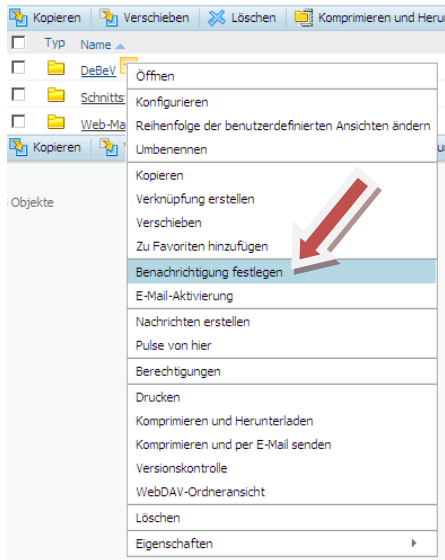 Kopieren Verschieben Löschen Komprimieren und Heru
Typ Name
DeBeV
Schnitts
Web-Ma
Kopieren
Objekte
Öffnen
Konfigurieren
Reihenfolge der benutzerdefinierten Ansichten ändern
Umbenennen
Kopieren
Verknüpfung erstellen
Verschieben
Zu Favoriten hinzufügen
Benachrichtigung festlegen
E-Mail-Aktivierung
Nachrichten erstellen
Pulse von hier
Berechtigungen
Drucken
Komprimieren und Herunterladen
Komprimieren und per E-Mail senden
Versionskontrolle
WebDAV-Ordneransicht
Löschen
Eigenschaften